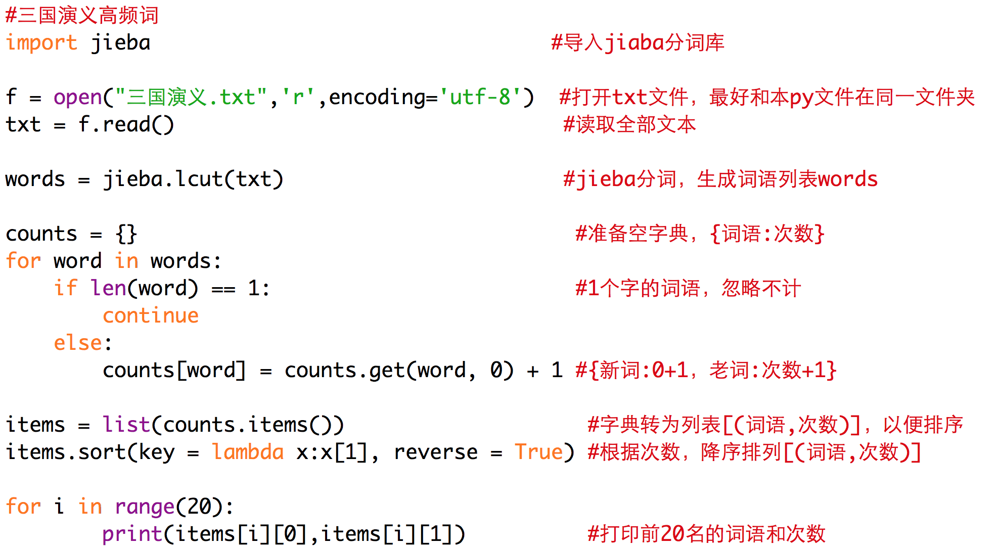 #三国演义高频词
import jieba #导入jiaba分词库
f = open("三国演义.txt",'r',encoding='utf-8') #打开txt文件，最好和本py文件在同一文件夹
txt = f.read() #读取全部文本
words = jieba.lcut(txt) #jieba分词，生成词语列表words
counts = {} #准备空字典，{词语:次数}
for word in words:
    if len(word) == 1: #1个字的词语，忽略不计
        continue
    else:
        counts[word] = counts.get(word, 0) + 1 #{新词:0+1，老词:次数+1}
items = list(counts.items()) #字典转为列表[(词语,次数)]，以便排序
items.sort(key = lambda x:x[1], reverse = True) #根据次数，降序排列[(词语,次数)]
for i in range(20):
        print(items[i][0],items[i][1]) #打印前20名的词语和次数